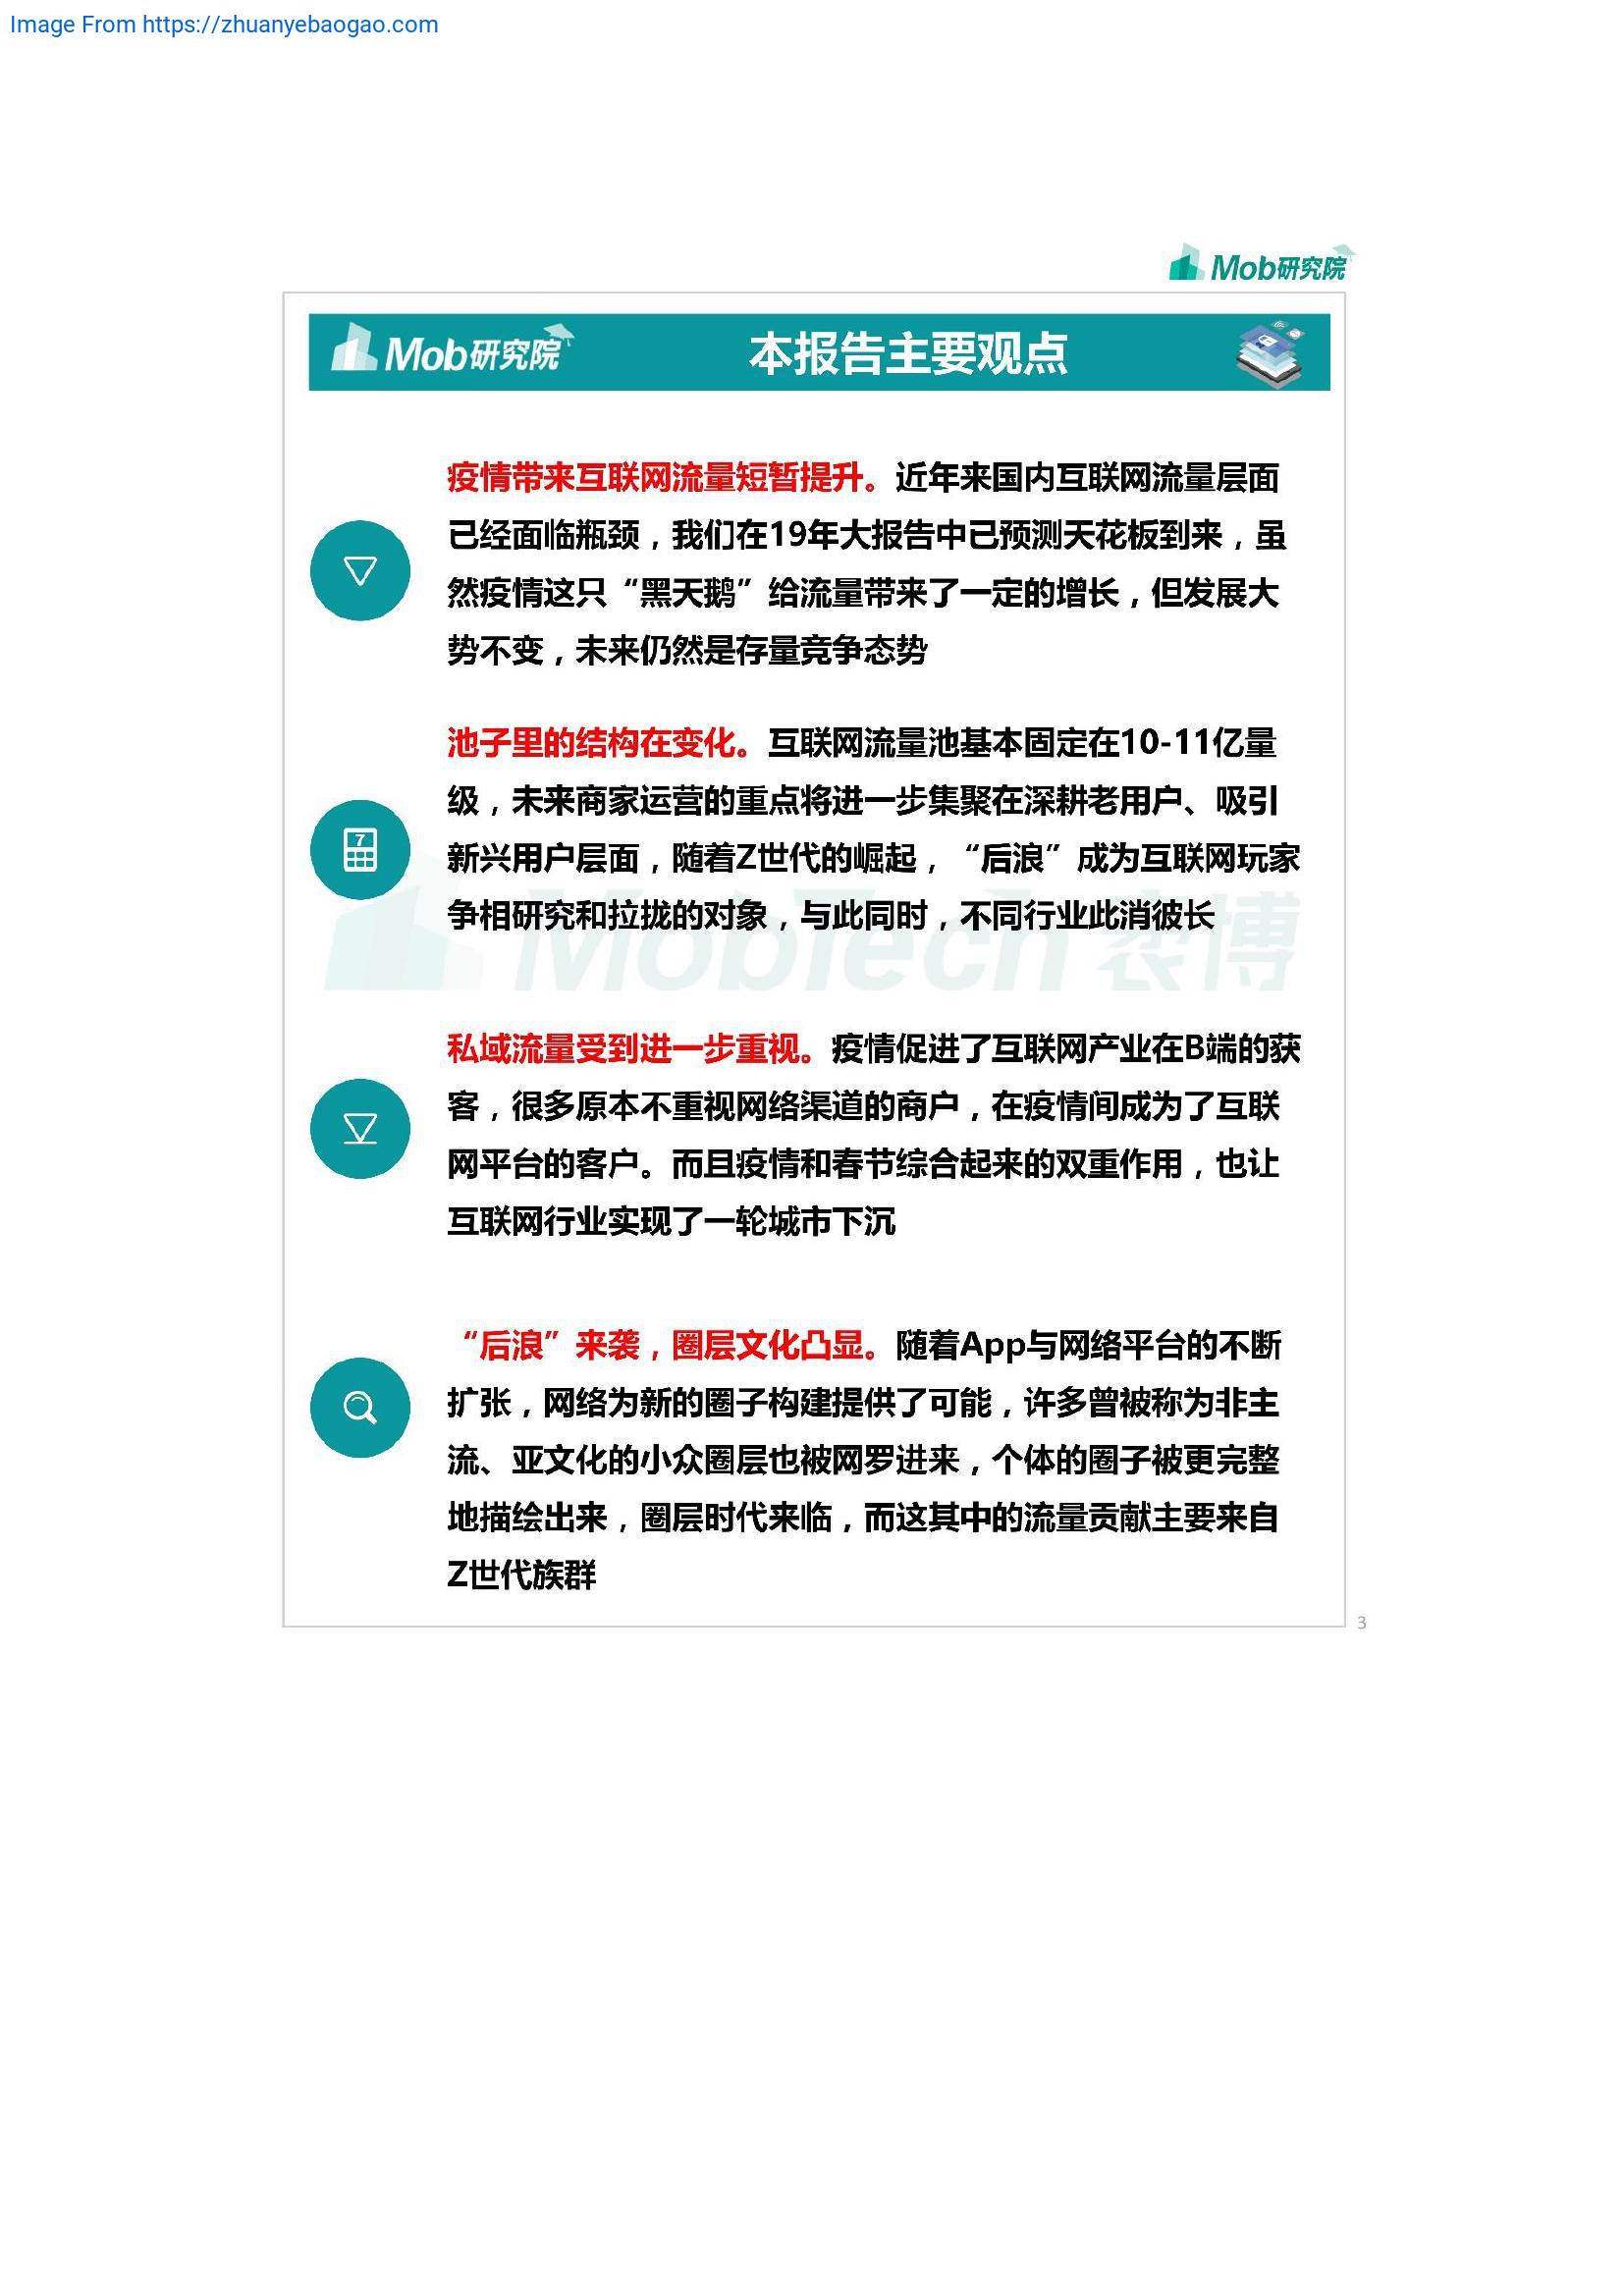 Image From https://zhuanyebaogao.com
Mob研究院
Mob研究院
本报告主要观点
疫情带来互联网流量短暂提升。近年来国内互联网流量层面
已经面临瓶颈，我们在19年大报告中已预测天花板到来，虽
然疫情这只“黑天鹅”给流量带来了一定的增长，但发展大
势不变，未来仍然是存量竞争态势
池子里的结构在变化。互联网流量池基本固定在10-11亿量
级，未来商家运营的重点将进一步集聚在深耕老用户、吸引
7
新兴用户层面，随着Z世代的崛起，“后浪”成为互联网玩家
争相研究和拉拢的对象，与此同时，不同行业此消彼长
MobTech 袤博
私域流量受到进一步重视。疫情促进了互联网产业在B端的获
客，很多原本不重视网络渠道的商户，在疫情间成为了互联
网平台的客户。而且疫情和春节综合起来的双重作用，也让
互联网行业实现了一轮城市下沉
“后浪”来袭，圈层文化凸显。随着App与网络平台的不断
扩张，网络为新的圈子构建提供了可能，许多曾被称为非主
流、亚文化的小众圈层也被网罗进来，个体的圈子被更完整
地描绘出来，圈层时代来临，而这其中的流量贡献主要来自
Z世代族群
3